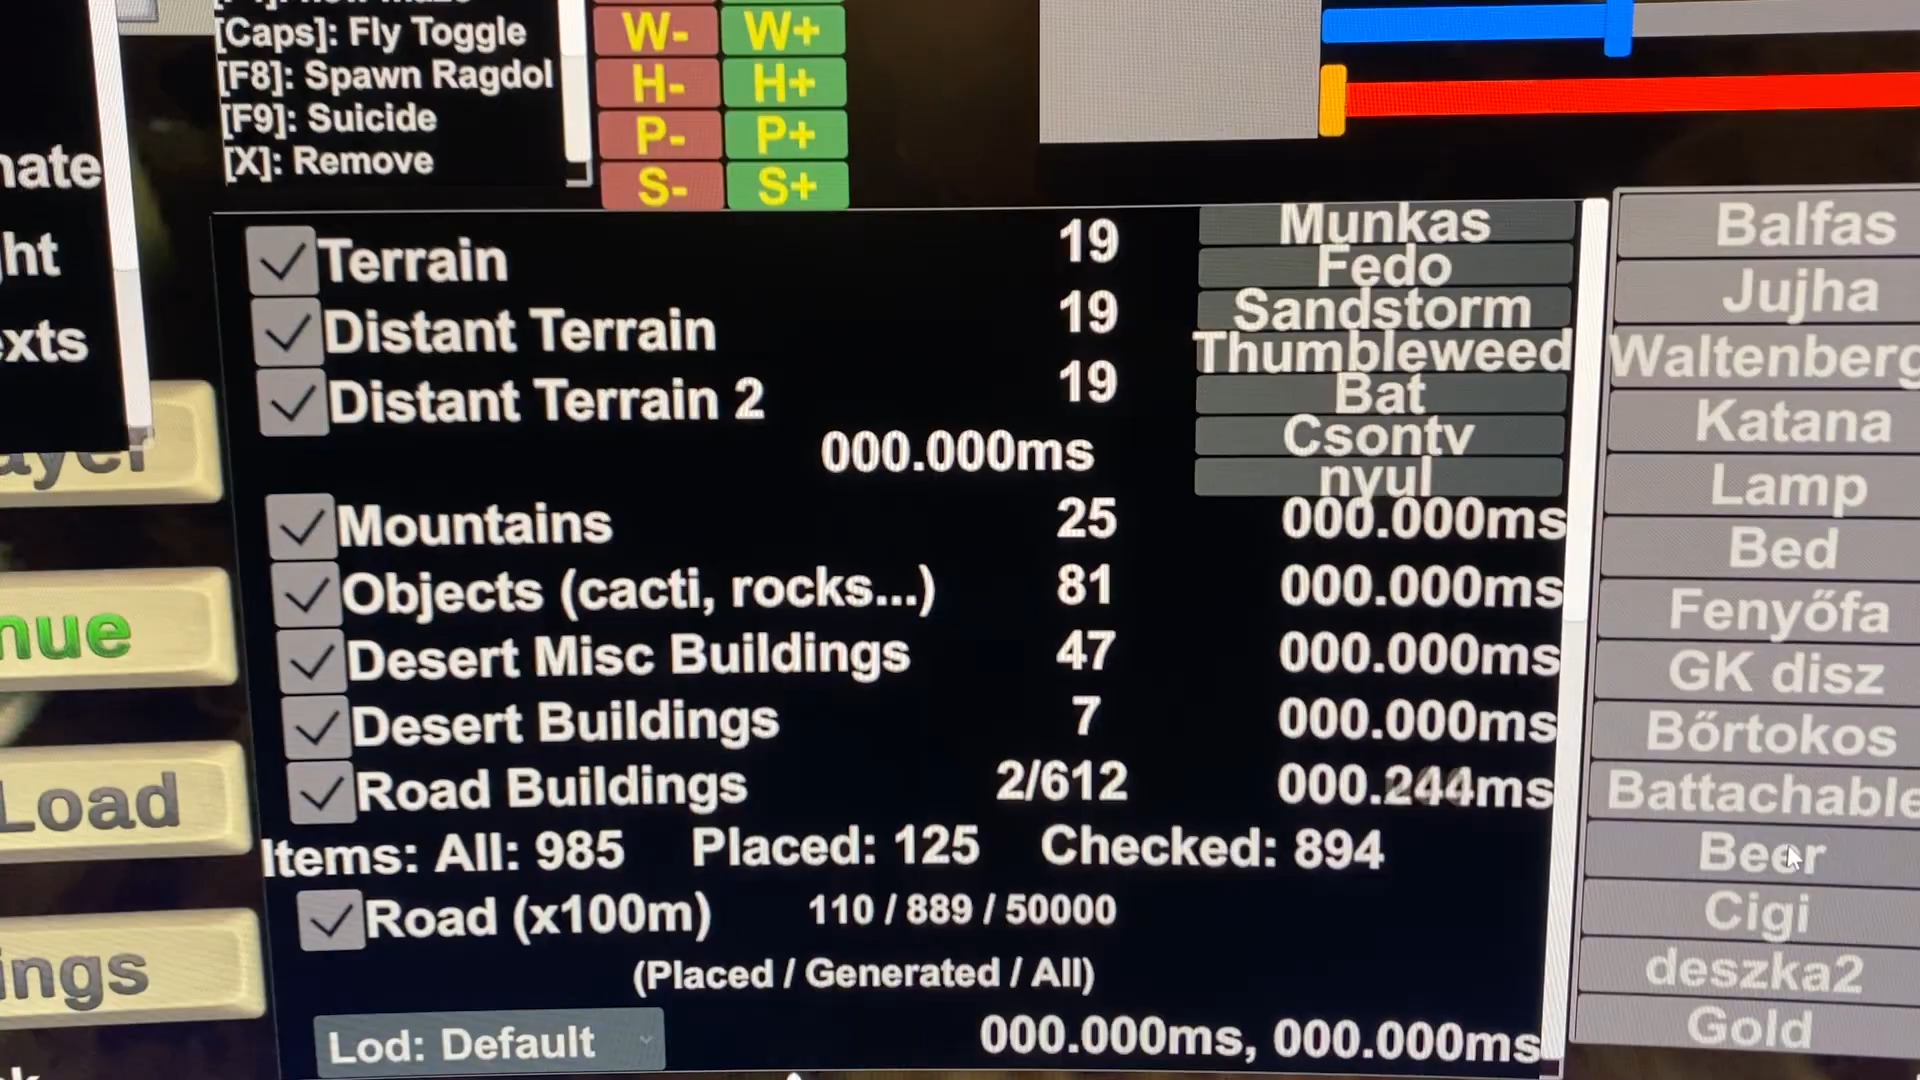 [Caps]: Fly Toggle
[F8]: Spawn Ragdol
[F9]: Suicide
[X]: Remove
W- W+
H- H+
P- P+
S- S+
nate
ht
xts
ayer
nue
Load
ings
Terrain 19
Distant Terrain 19
Distant Terrain 2 19
000.000ms
Mountains 25 000.000ms
Objects (cacti, rocks...) 81 000.000ms
Desert Misc Buildings 47 000.000ms
Desert Buildings 7 000.000ms
Road Buildings 2/612 000.244ms
Items: All: 985 Placed: 125 Checked: 894
Road (x100m) 110 / 889 / 50000
(Placed / Generated / All)
Lod: Default 000.000ms, 000.000ms
Munkas
Fedo
Sandstorm
Thumbleweed
Bat
Csontv
nyul
Balfas
Jujha
Waltenberg
Katana
Lamp
Bed
Fenyőfa
GK disz
Bőrtokos
Battachable
Beer
Cigi
deszka2
Gold